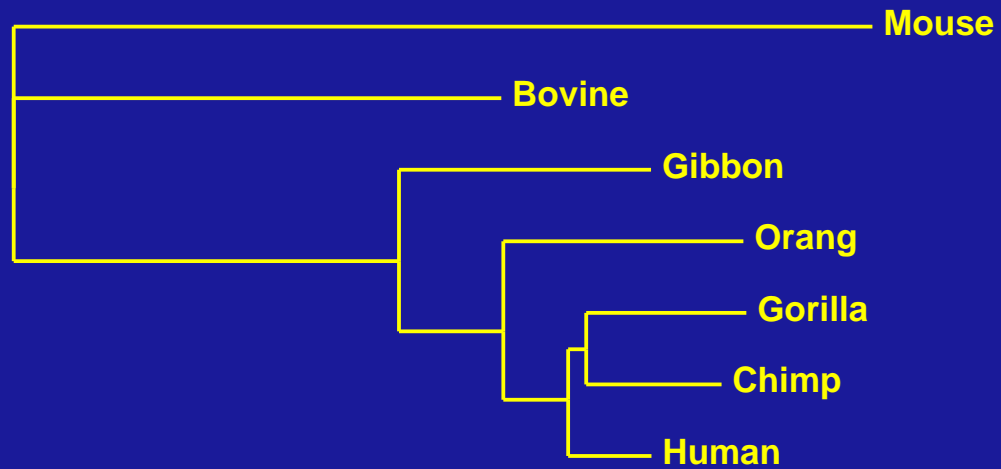 Mouse
Bovine
Gibbon
Orang
Gorilla
Chimp
Human